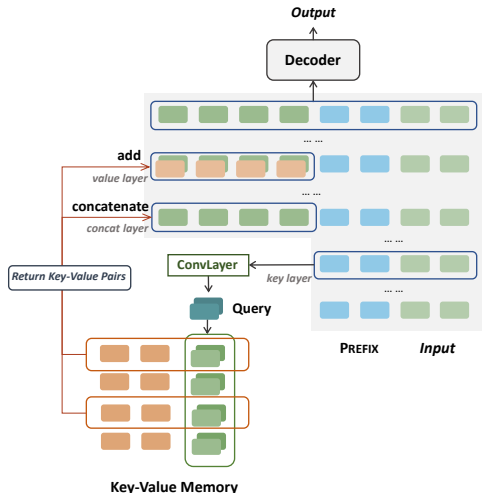 Output
Decoder
... ...
add
value layer
... ...
concatenate
concat layer
... ...
ConvLayer
key layer
Return Key-Value Pairs
... ...
Query
PREFIX
Input
Key-Value Memory